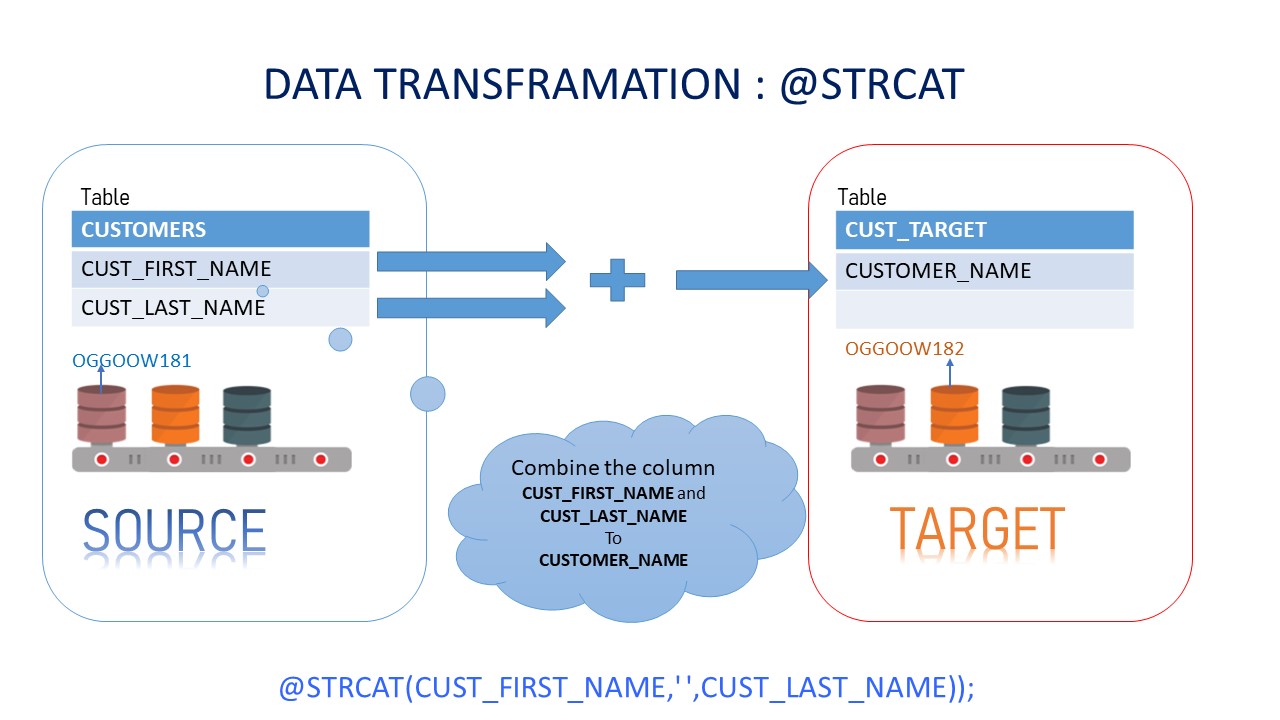 DATA TRANSFRAMATION : @STRCAT
Table
CUSTOMERS
CUST_FIRST_NAME
CUST_LAST_NAME
OGGOOW181
SOURCE
Combine the column
CUST_FIRST_NAME and
CUST_LAST_NAME
To
CUSTOMER_NAME
Table
CUST_TARGET
CUSTOMER_NAME
OGGOOW182
TARGET
@STRCAT(CUST_FIRST_NAME,' ',CUST_LAST_NAME));